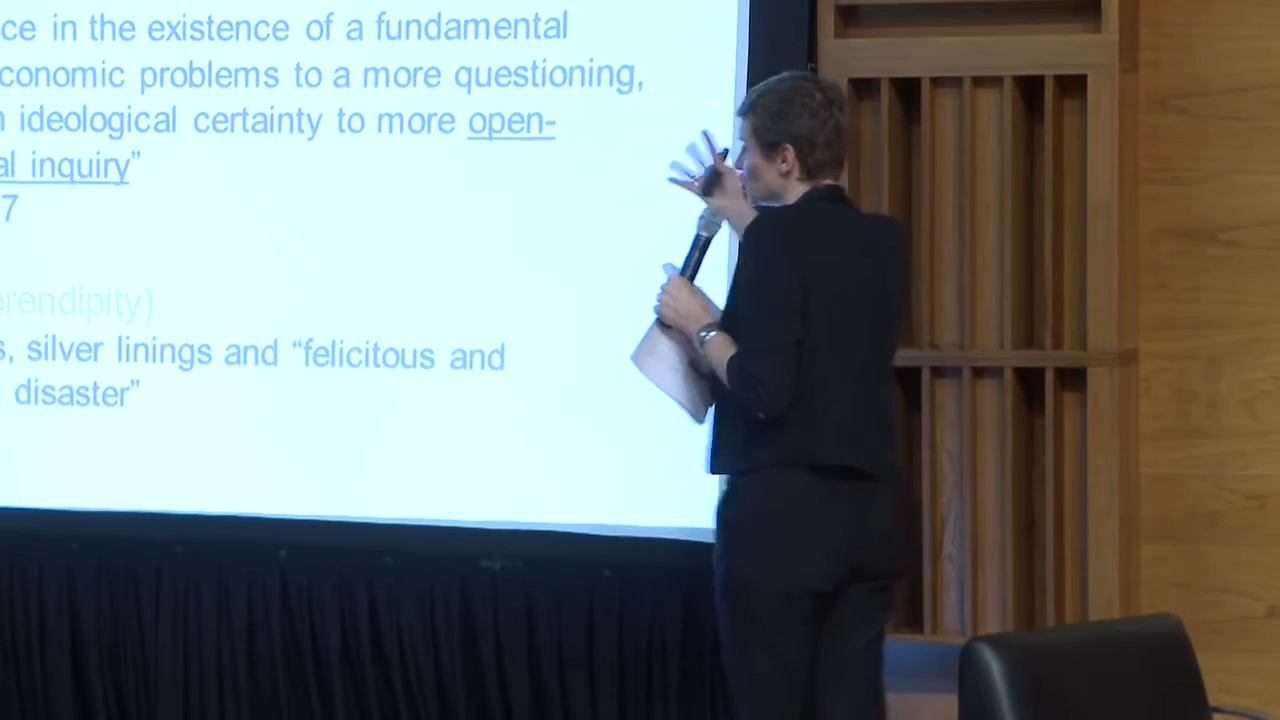 ce in the existence of a fundamental
conomic problems to a more questioning,
n ideological certainty to more open-
al inquiry”
7
erendipity)
s, silver linings and “felicitous and
disaster”